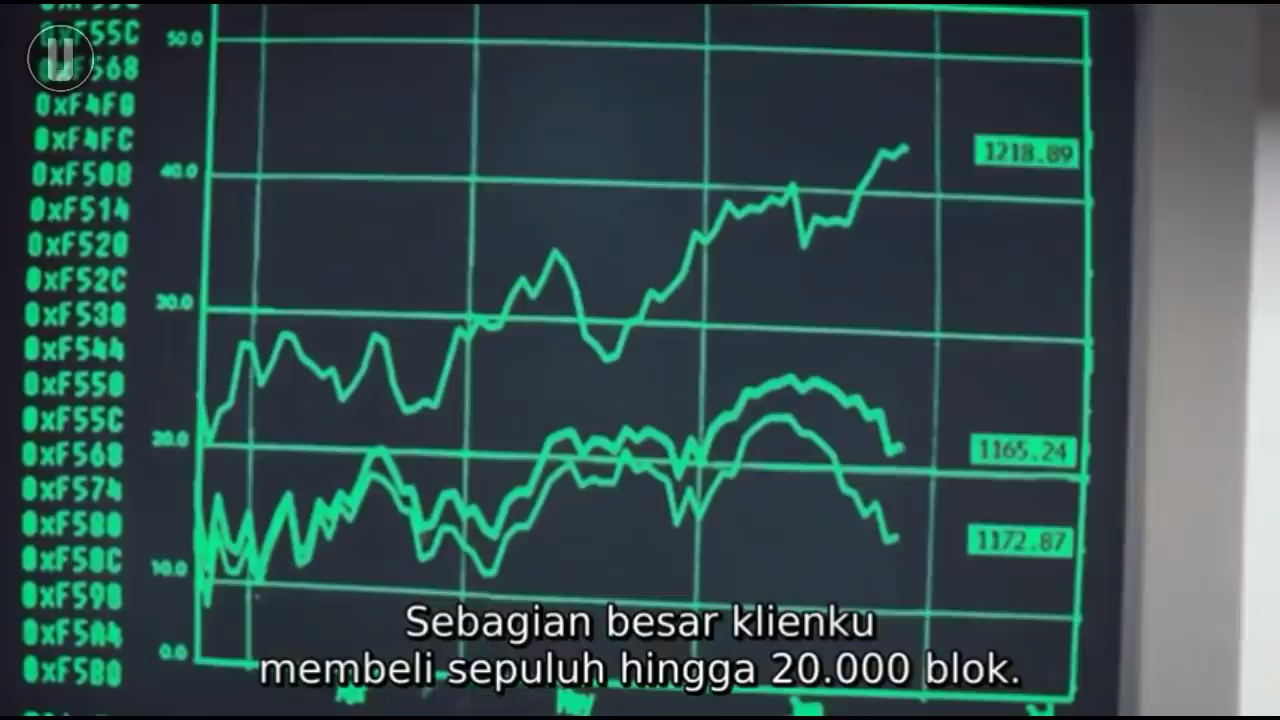 0xF55C
0xF568
0xF4F0
0xF4FC
0xF508
0xF514
0xF520
0xF52C
0xF538
0xF544
0xF550
0xF55C
0xF568
0xF574
0xF580
0xF58C
0xF598
0xF5A4
0xF5B0
50.0
40.0
30.0
20.0
10.0
0.0
1218.89
1165.24
1172.87
May
Sebagian besar klienku
membeli sepuluh hingga 20.000 blok.